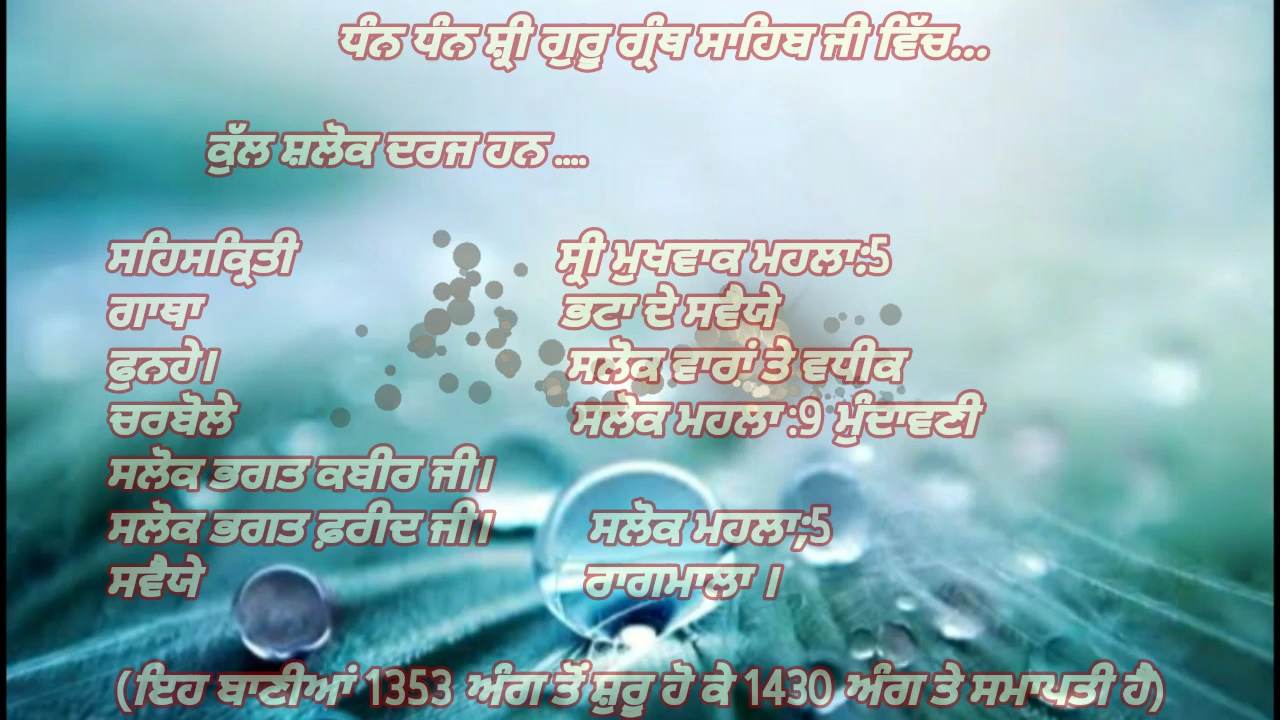 ਧੰਨ ਧੰਨ ਸ਼੍ਰੀ ਗੁਰੂ ਗ੍ਰੰਥ ਸਾਹਿਬ ਜੀ ਵਿੱਚ...
ਕੁੱਲ ਸ਼ਲੋਕ ਦਰਜ ਹਨ ....
ਸਹਿਸਕ੍ਰਿਤੀ ਸ੍ਰੀ ਮੁਖਵਾਕ ਮਹਲਾ:5
ਗਾਥਾ ਭਟਾ ਦੇ ਸਵੈਯੇ
ਫੁਨਹੇ। ਸਲੋਕ ਵਾਰਾਂ ਤੇ ਵਧੀਕ
ਚਰਬੋਲੇ ਸਲੋਕ ਮਹਲਾ :9 ਮੁੰਦਾਵਣੀ
ਸਲੋਕ ਭਗਤ ਕਬੀਰ ਜੀ।
ਸਲੋਕ ਭਗਤ ਫ਼ਰੀਦ ਜੀ। ਸਲੋਕ ਮਹਲਾ;5
ਸਵੈਯੇ ਰਾਗਮਾਲਾ ।
(ਇਹ ਬਾਣੀਆਂ 1353 ਅੰਗ ਤੋਂ ਸ਼ੁਰੂ ਹੋ ਕੇ 1430 ਅੰਗ ਤੇ ਸਮਾਪਤੀ ਹੈ)